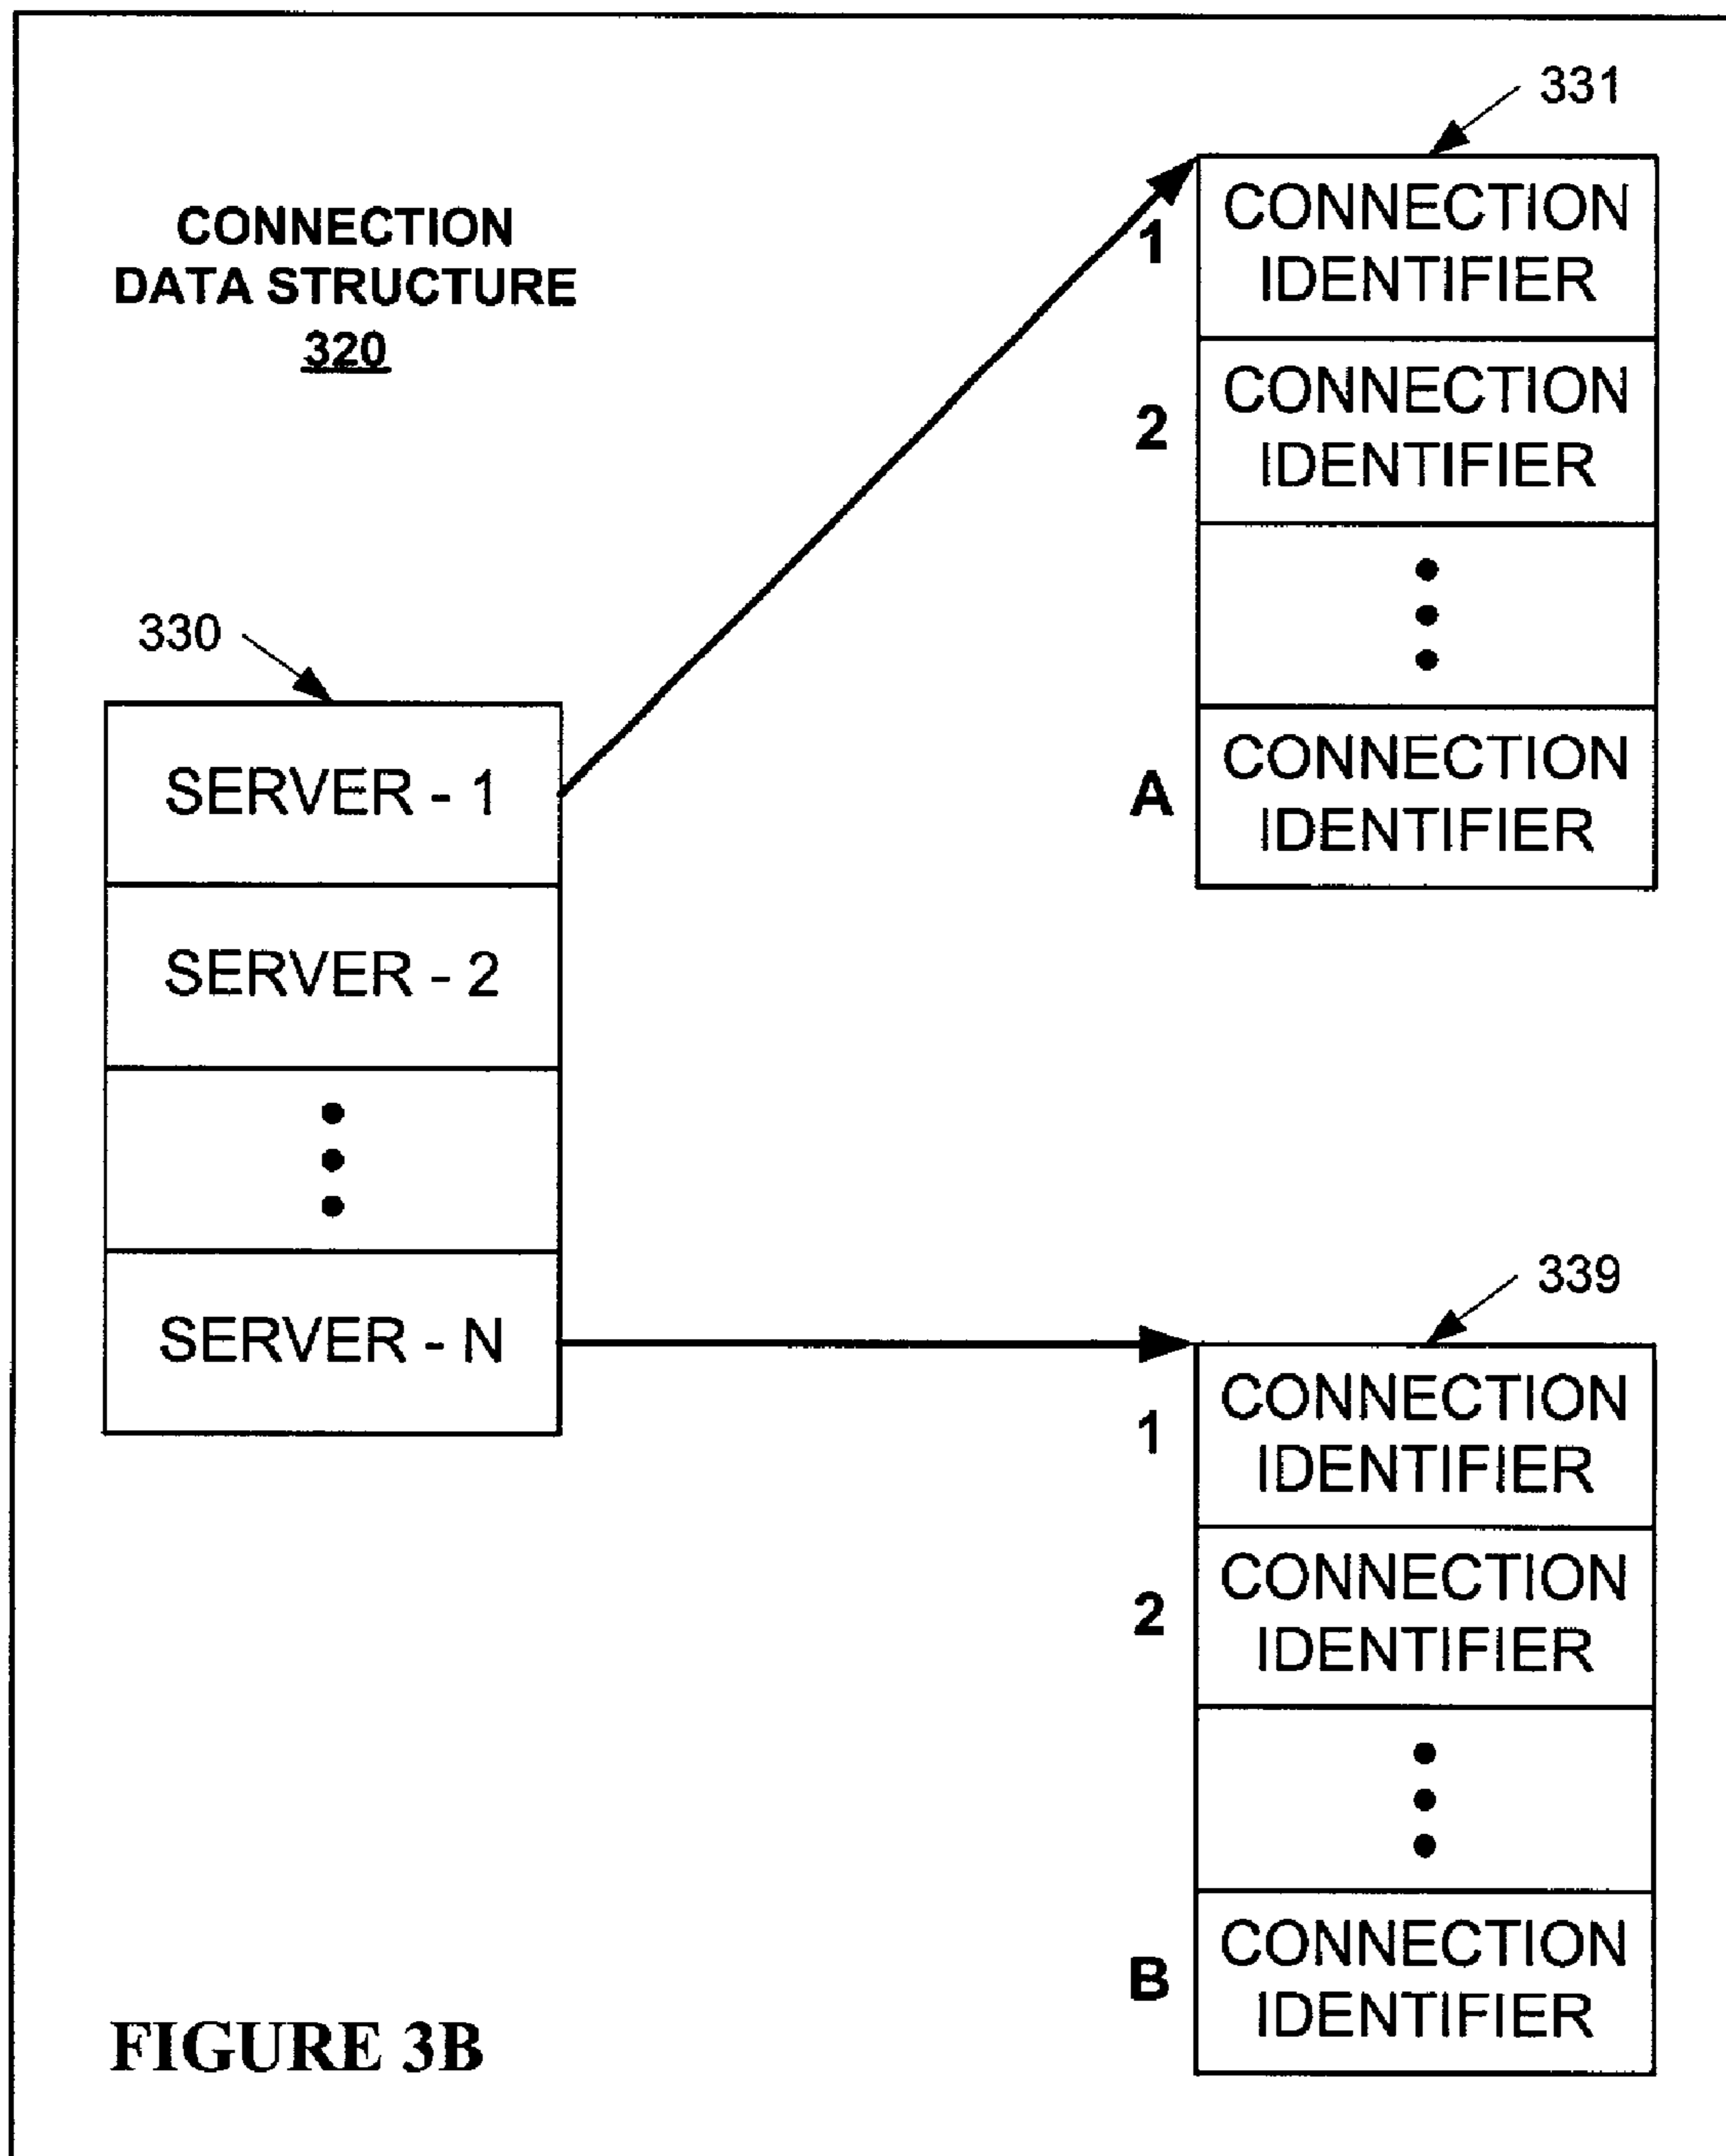 331
CONNECTION
DATA STRUCTURE
320
1
CONNECTION
IDENTIFIER
2
CONNECTION
IDENTIFIER
A
CONNECTION
IDENTIFIER
330
SERVER - 1
SERVER - 2
SERVER - N
339
1
CONNECTION
IDENTIFIER
2
CONNECTION
IDENTIFIER
B
CONNECTION
IDENTIFIER
FIGURE 3B